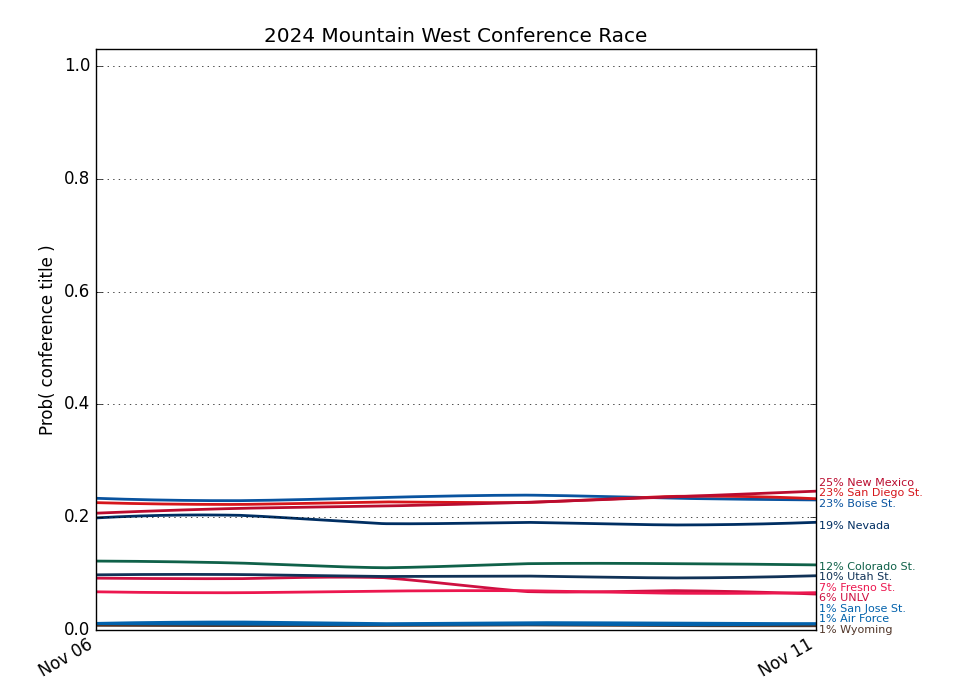 2024 Mountain West Conference Race
Prob( conference title )
1.0
0.8
0.6
0.4
0.2
0.0
Nov 06
Nov 11
25% New Mexico
23% San Diego St.
23% Boise St.
19% Nevada
12% Colorado St.
10% Utah St.
7% Fresno St.
6% UNLV
1% San Jose St.
1% Air Force
1% Wyoming